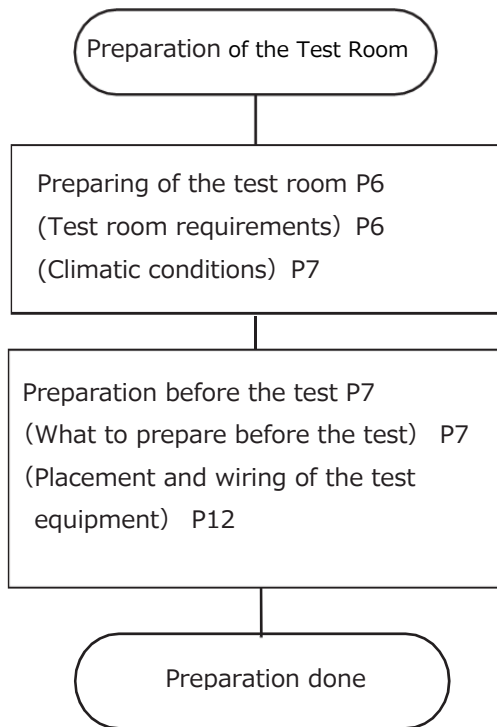 Preparation of the Test Room
Preparing of the test room P6
(Test room requirements) P6
(Climatic conditions) P7
Preparation before the test P7
(What to prepare before the test) P7
(Placement and wiring of the test
equipment) P12
Preparation done